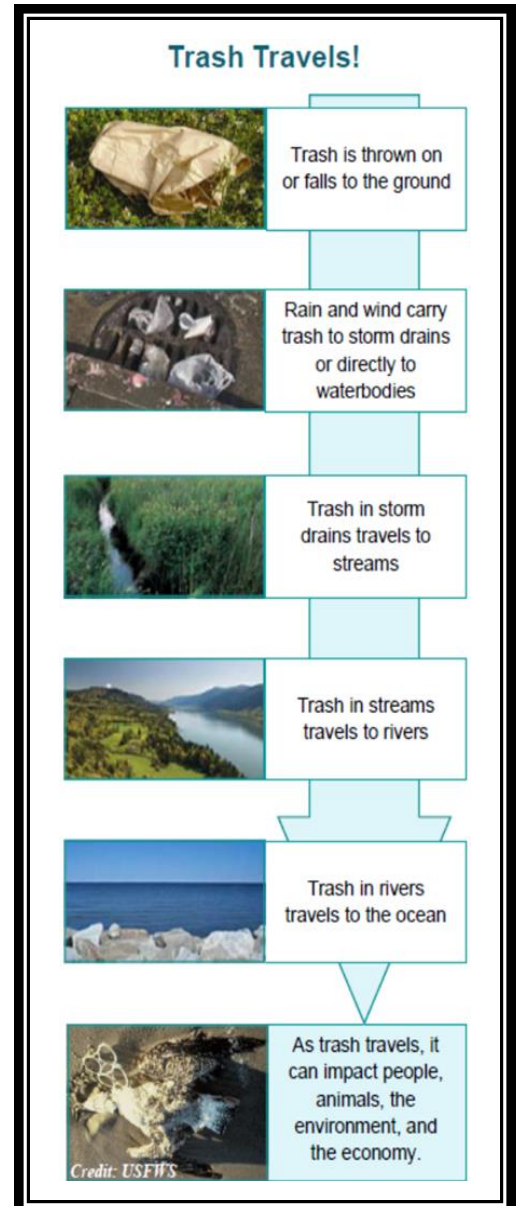 Trash Travels!
Trash is thrown on
or falls to the ground
Rain and wind carry
trash to storm drains
or directly to
waterbodies
Trash in storm
drains travels to
streams
Trash in streams
travels to rivers
Trash in rivers
travels to the ocean
As trash travels, it
can impact people,
animals, the
environment, and
the economy.
Credit: USFWS